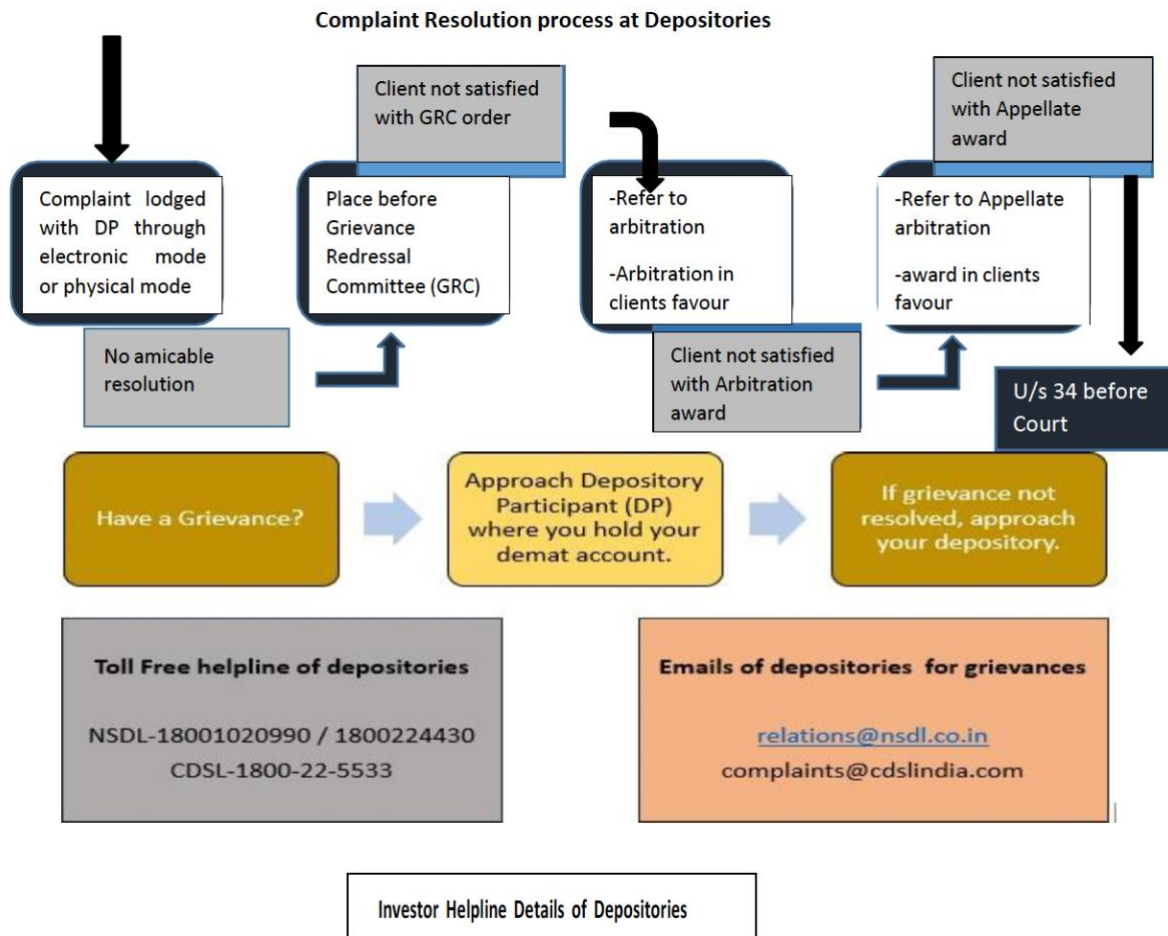 Complaint Resolution process at Depositories
Client not satisfied
with GRC order
Client not satisfied
with Appellate
award
Complaint lodged
with DP through
electronic mode
or physical mode
Place before
Grievance
Redressal
Committee (GRC)
-Refer to
arbitration
-Arbitration in
clients favour
-Refer to Appellate
arbitration
-award in clients
favour
No amicable
resolution
Client not satisfied
with Arbitration
award
U/s 34 before
Court
Have a Grievance?
Approach Depository
Participant (DP)
where you hold your
demat account.
If grievance not
resolved, approach
your depository.
Toll Free helpline of depositories
NSDL-18001020990 / 1800224430
CDSL-1800-22-5533
Emails of depositories for grievances
relations@nsdl.co.in
complaints@cdslindia.com
Investor Helpline Details of Depositories